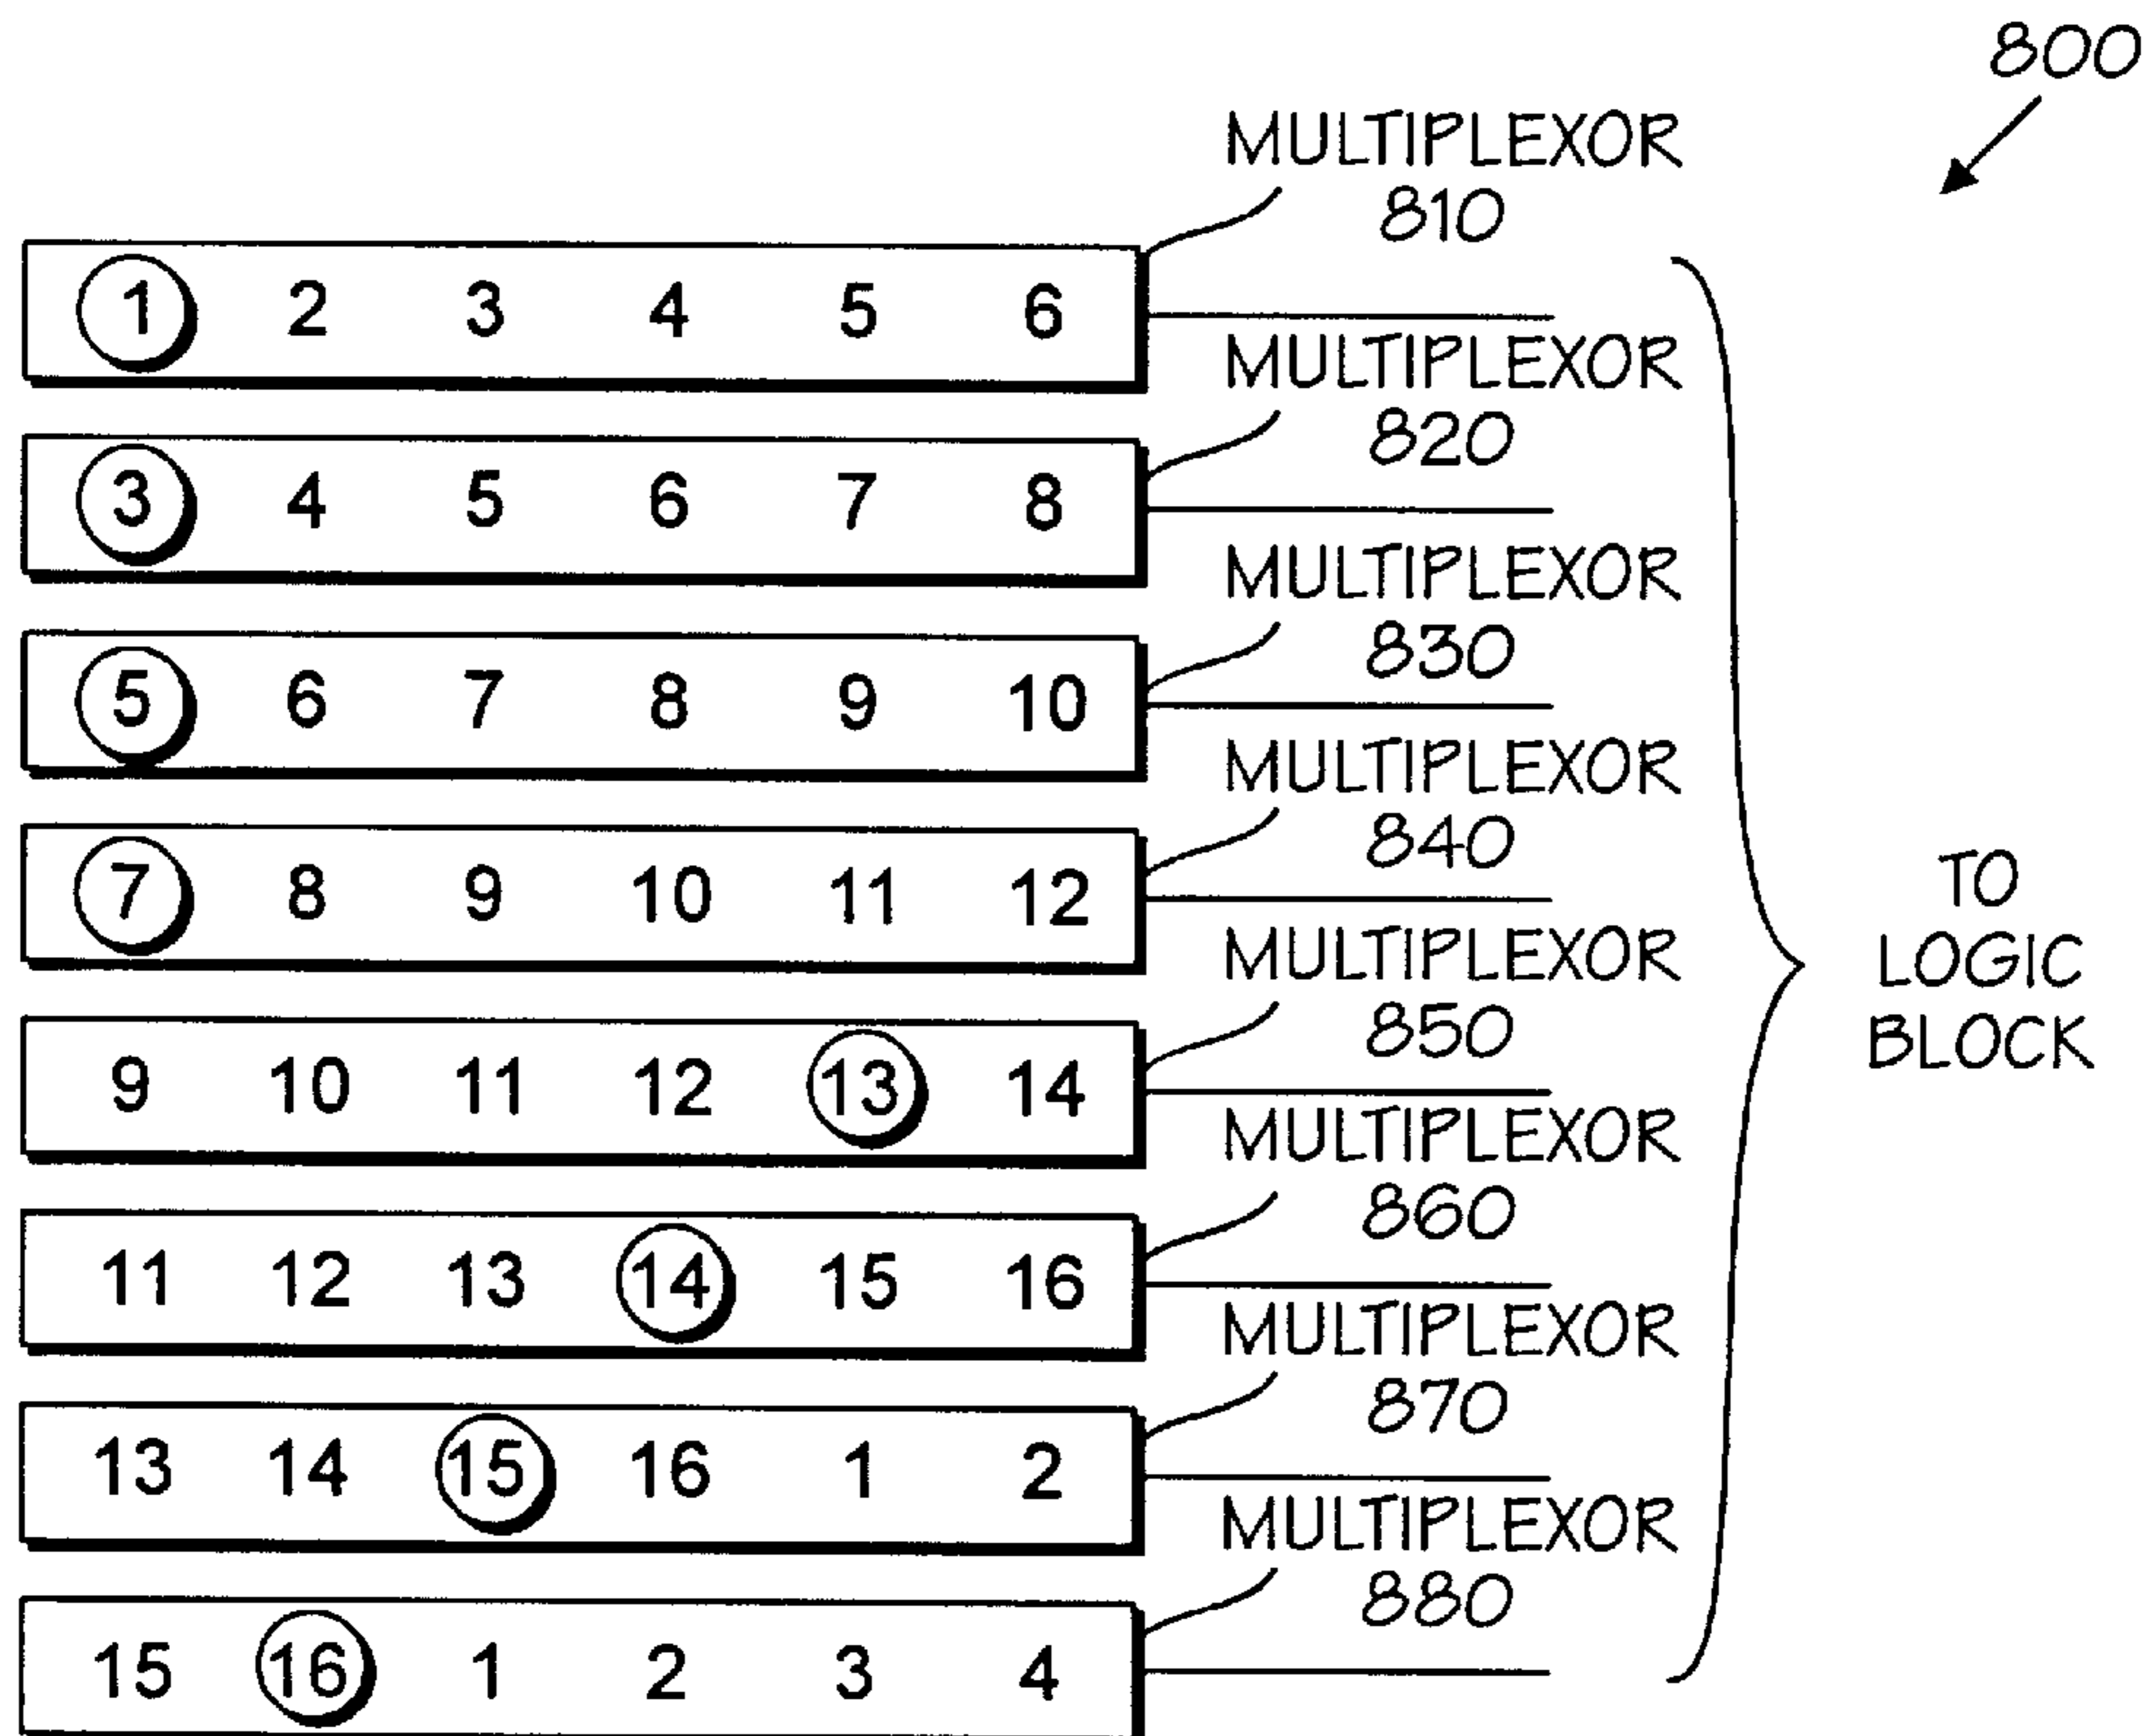 800
MULTIPLEXOR
810
1 2 3 4 5 6
MULTIPLEXOR
820
3 4 5 6 7 8
MULTIPLEXOR
830
5 6 7 8 9 10
MULTIPLEXOR
840
7 8 9 10 11 12
MULTIPLEXOR
850
9 10 11 12 13 14
MULTIPLEXOR
860
11 12 13 14 15 16
MULTIPLEXOR
870
13 14 15 16 1 2
MULTIPLEXOR
880
15 16 1 2 3 4
TO
LOGIC
BLOCK